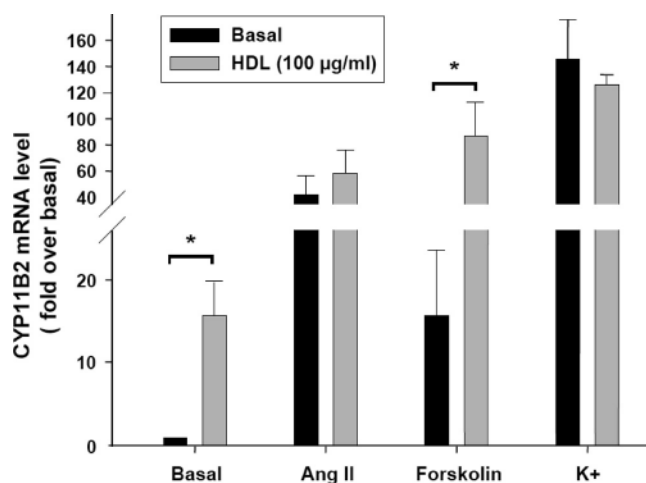 CYP11B2 mRNA level
( fold over basal)
160
140
120
100
80
60
40
20
10
0
Basal
HDL (100 µg/ml)
*
*
Basal
Ang II
Forskolin
K+